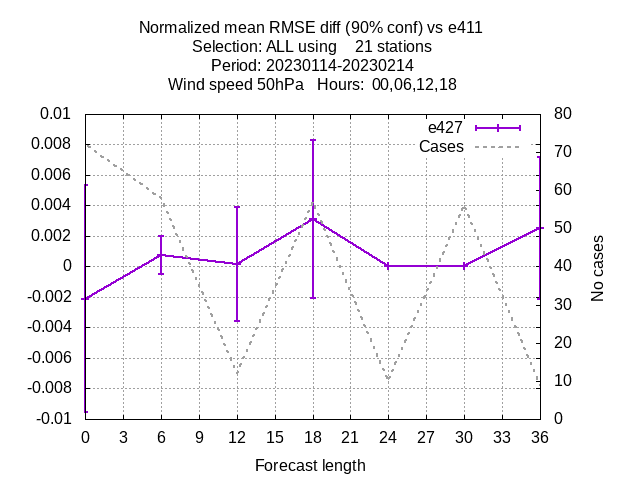 Normalized mean RMSE diff (90% conf) vs e411
Selection: ALL using    21 stations
Period: 20230114-20230214
Wind speed 50hPa   Hours:  00,06,12,18
0.01
0.008
0.006
0.004
0.002
0
-0.002
-0.004
-0.006
-0.008
-0.01
e427
Cases
80
70
60
50
40
30
20
10
0
No cases
0 3 6 9 12 15 18 21 24 27 30 33 36
Forecast length